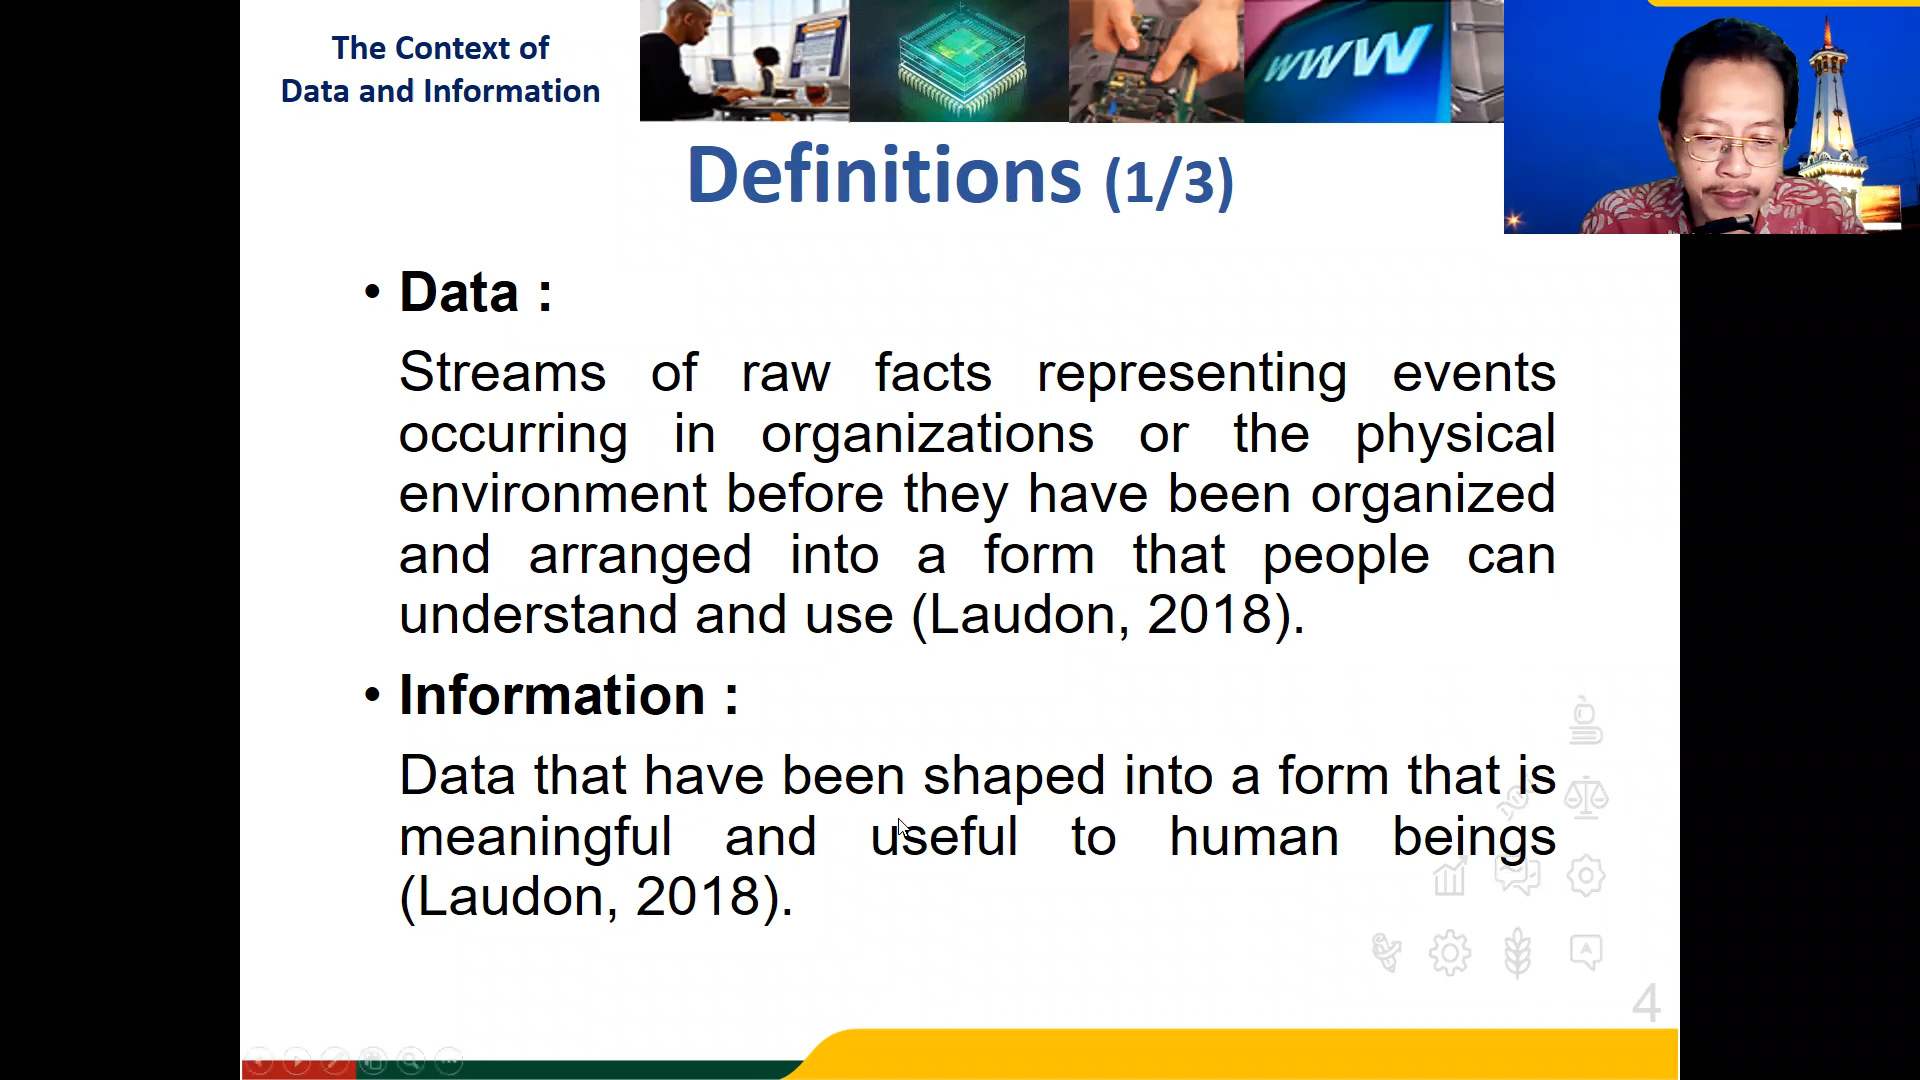 The Context of
Data and Information
WWW
Definitions (1/3)
• Data :
Streams of raw facts representing events
occurring in organizations or the physical
environment before they have been organized
and arranged into a form that people can
understand and use (Laudon, 2018).
• Information :
Data that have been shaped into a form that is
meaningful and useful to human beings
(Laudon, 2018).
A
4